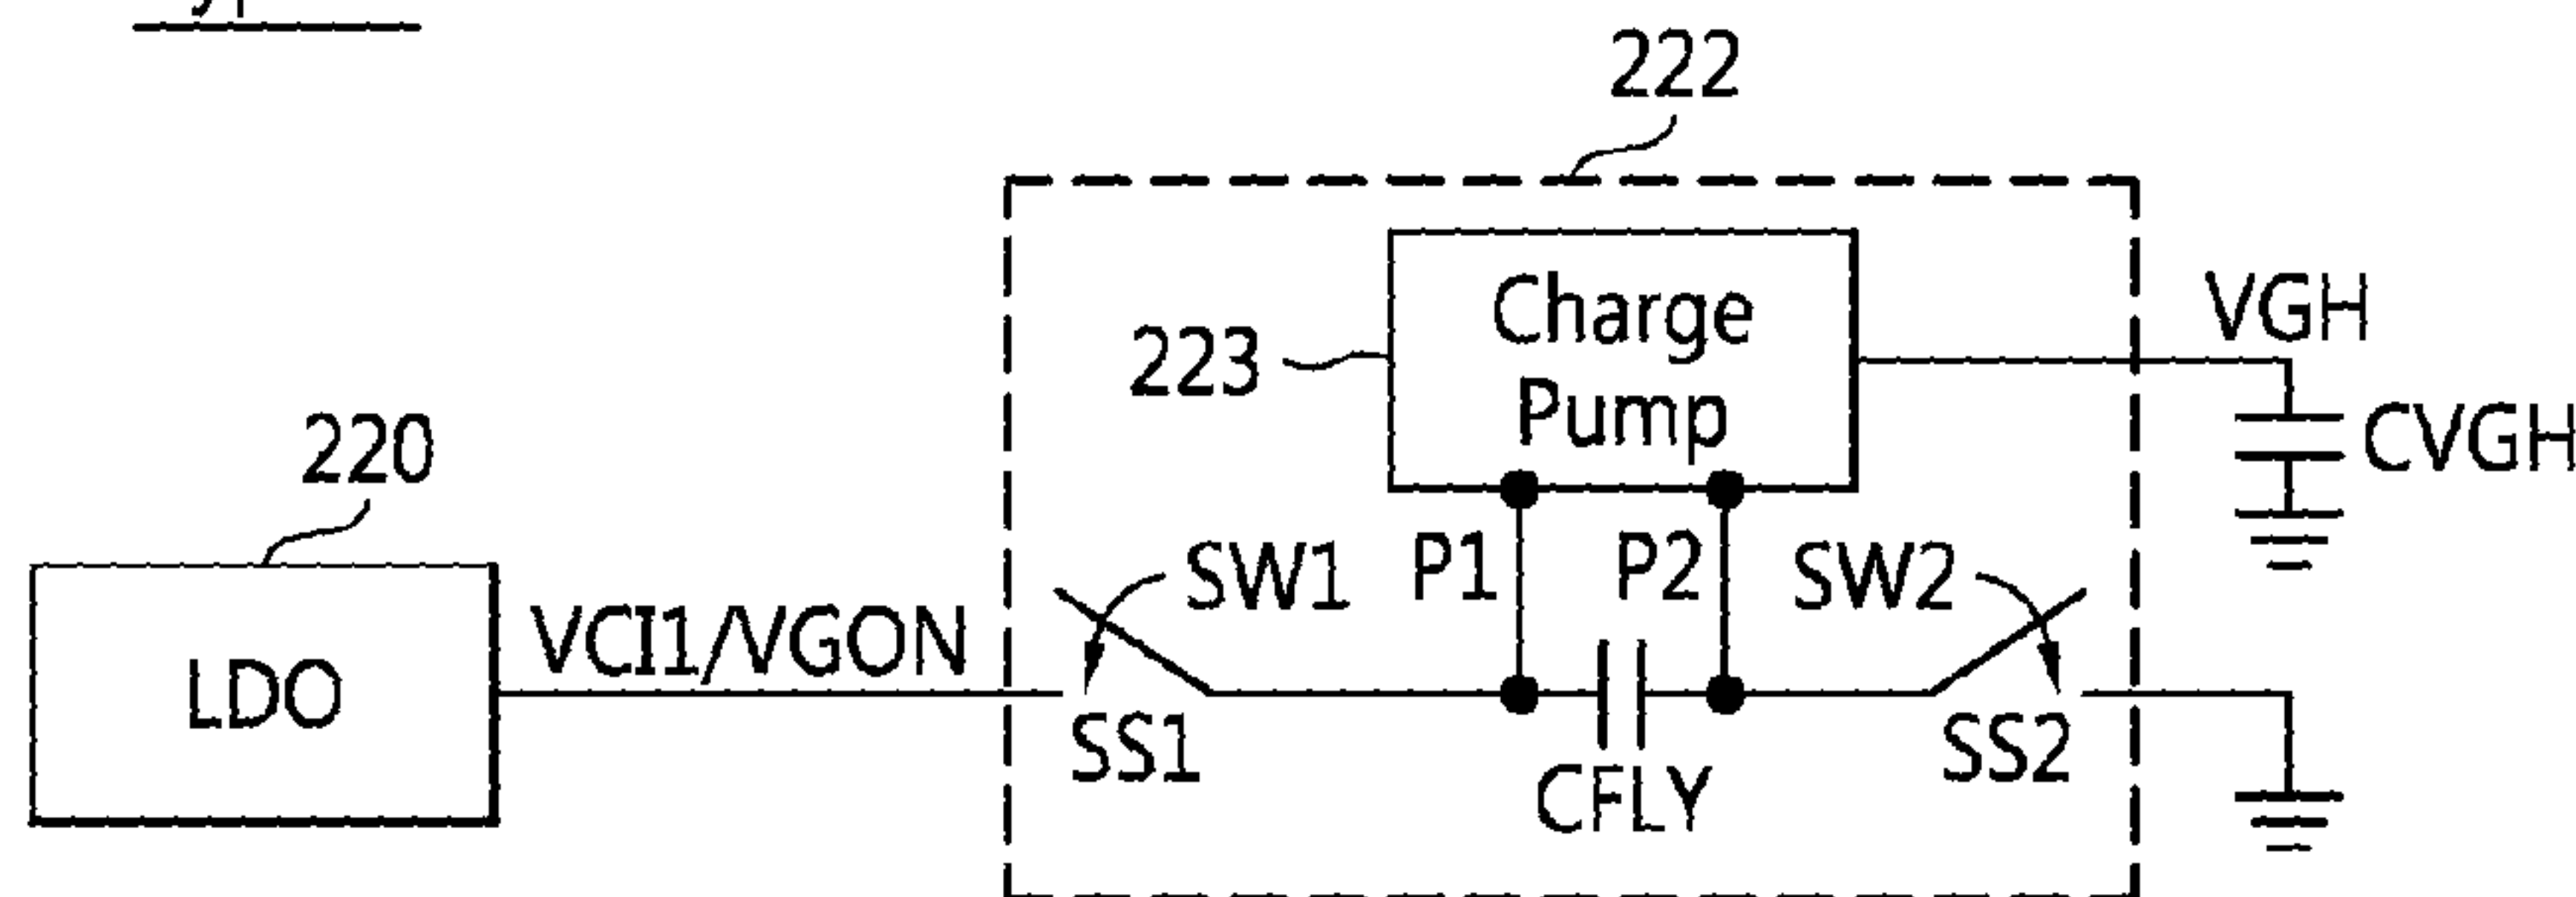 222
Charge
Pump
223
VGH
CVGH
220
LDO
VCI1/VGON
SW1
P1
P2
SW2
SS1
CFLY
SS2